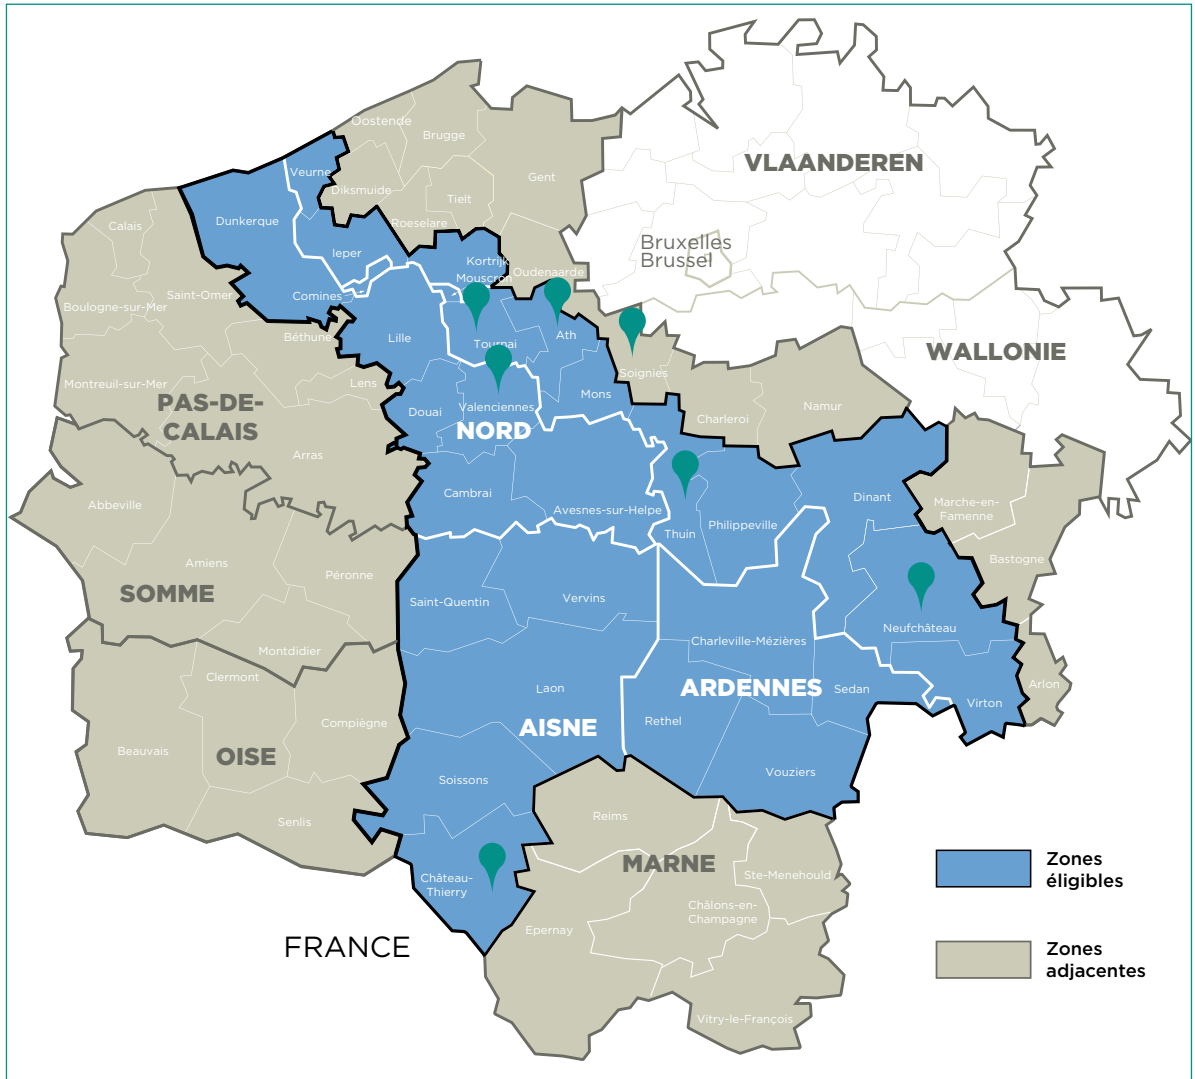 Oostende
Brugge
VLAANDEREN
Veurne
Gent
Diksmuide
Tielt
Calais
Dunkerque
Roeselare
Ieper
Bruxelles
Brussel
Kortrijk
Oudenaarde
Mouscron
Saint-Omer
Comines
Boulogne-sur-Mer
Béthune
Lille
Tournai
Ath
WALLONIE
Soignies
Montreuil-sur-Mer
Lens
Mons
PAS-DE-
CALAIS
Douai
Valenciennes
NORD
Charleroi
Namur
Arras
Cambrai
Dinant
Abbeville
Avesnes-sur-Helpe
Marche-en-
Famenne
Thuin
Philippeville
Amiens
Péronne
Bastogne
SOMME
Saint-Quentin
Vervins
Neufchâteau
Montdidier
Charleville-Mézières
Clermont
Laon
ARDENNES
Sedan
Arlon
Virton
Compiègne
Rethel
AISNE
Beauvais
OISE
Soissons
Vouziers
Senlis
Reims
MARNE
Zones
éligibles
Château-
Thierry
Ste-Menehould
Châlons-en-
Champagne
Epernay
FRANCE
Zones
adjacentes
Vitry-le-François